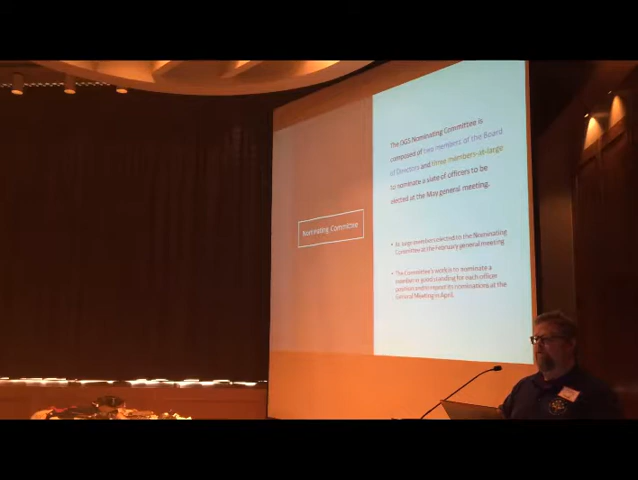 Nominating Committee
The DGS Nominating Committee is
composed of two members of the Board
of Directors and three members-at-large
to nominate a slate of officers to be
elected at the May general meeting.
• At-large members elected to the Nominating
Committee at the February general meeting
• The Committee's work is to nominate a
member in good standing for each officer
position and to report its nominations at the
General Meeting in April.